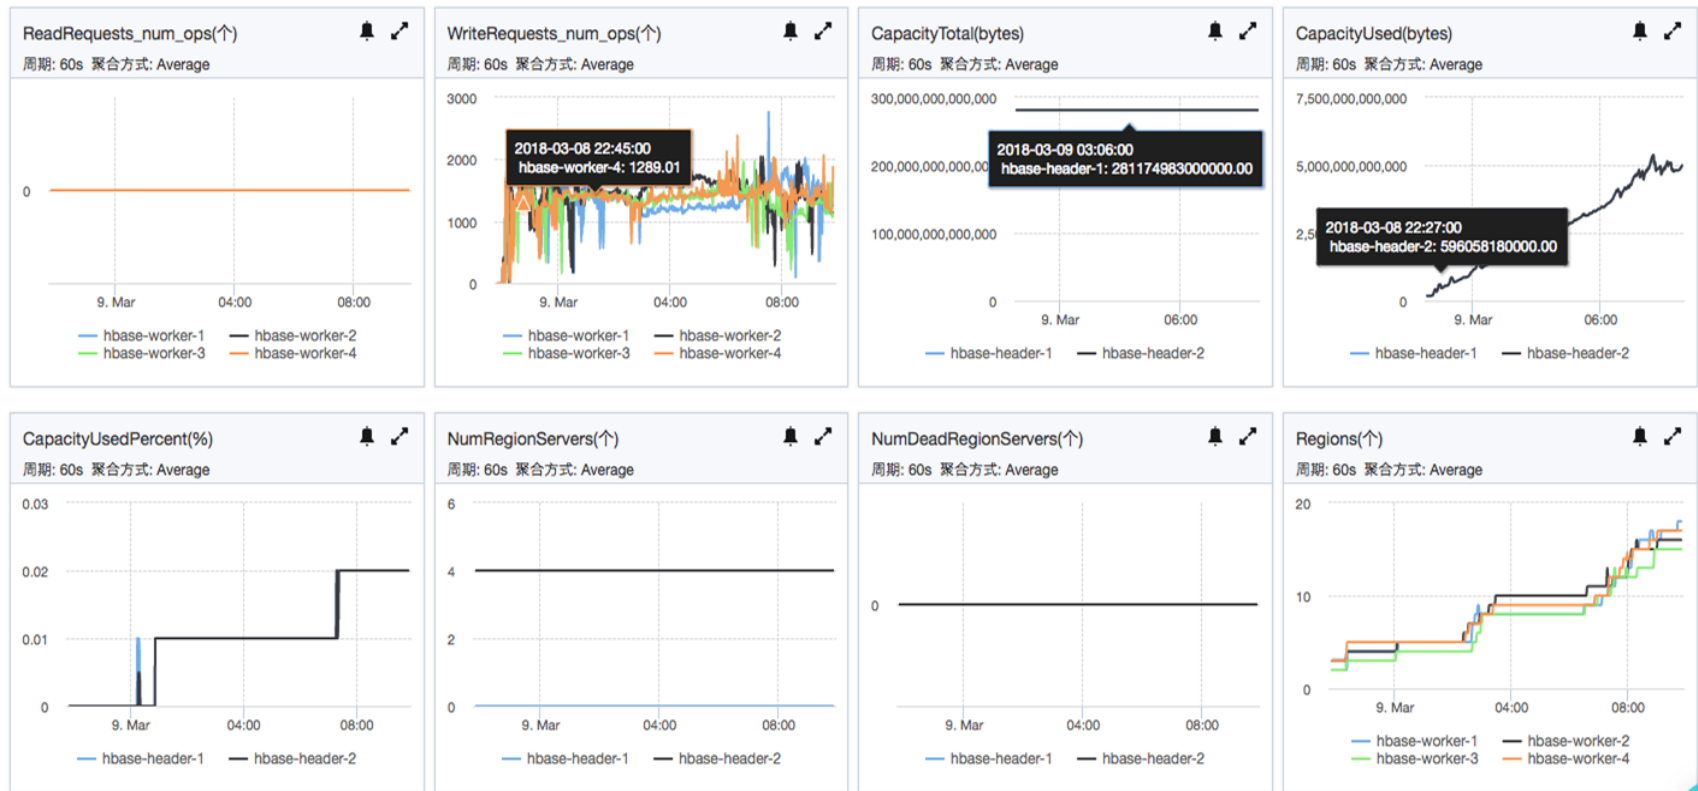 ReadRequests_num_ops(个)
周期: 60s 聚合方式: Average
0
9. Mar 04:00 08:00
hbase-worker-1 hbase-worker-2
hbase-worker-3 hbase-worker-4
WriteRequests_num_ops(个)
周期: 60s 聚合方式: Average
3000
2018-03-08 22:45:00
hbase-worker-4: 1289.01
2000
1000
0
9. Mar 04:00 08:00
hbase-worker-1 hbase-worker-2
hbase-worker-3 hbase-worker-4
CapacityTotal(bytes)
周期: 60s 聚合方式: Average
300,000,000,000,000
2018-03-09 03:06:00
hbase-header-1: 281174983000000.00
200,000,000,000,000
100,000,000,000,000
0
9. Mar 06:00
hbase-header-1 hbase-header-2
CapacityUsed(bytes)
周期: 60s 聚合方式: Average
7,500,000,000,000
5,000,000,000,000
2018-03-08 22:27:00
2,5
hbase-header-2: 596058180000.00
0
9. Mar 06:00
hbase-header-1 hbase-header-2
CapacityUsedPercent(%)
周期: 60s 聚合方式: Average
0.03
0.02
0.01
0
9. Mar 04:00 08:00
hbase-header-1 hbase-header-2
NumRegionServers(个)
周期: 60s 聚合方式: Average
6
4
2
0
9. Mar 04:00 08:00
hbase-header-1 hbase-header-2
NumDeadRegionServers(个)
周期: 60s 聚合方式: Average
0
9. Mar 04:00 08:00
hbase-header-1 hbase-header-2
Regions(个)
周期: 60s 聚合方式: Average
20
10
0
9. Mar 04:00 08:00
hbase-worker-1 hbase-worker-2
hbase-worker-3 hbase-worker-4